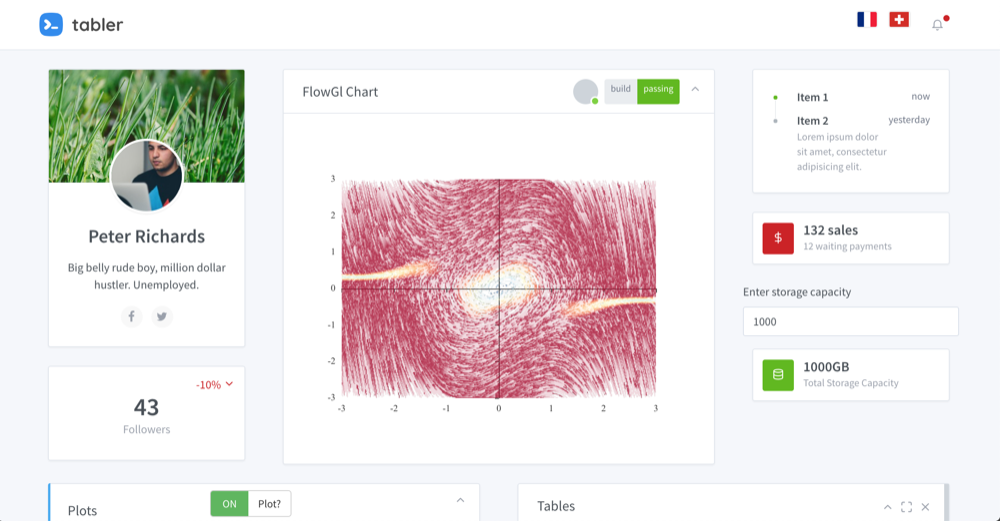 tabler
Peter Richards
Big belly rude boy, million dollar
hustler. Unemployed.
-10%
43
Followers
FlowGl Chart
build passing
3
2
1
0
-1
-2
-3
-3 -2 -1 0 1 2 3
Item 1 now
Item 2 yesterday
Lorem ipsum dolor
sit amet, consectetur
adipisicing elit.
$
132 sales
12 waiting payments
Enter storage capacity
1000
1000GB
Total Storage Capacity
Plots
ON Plot?
Tables